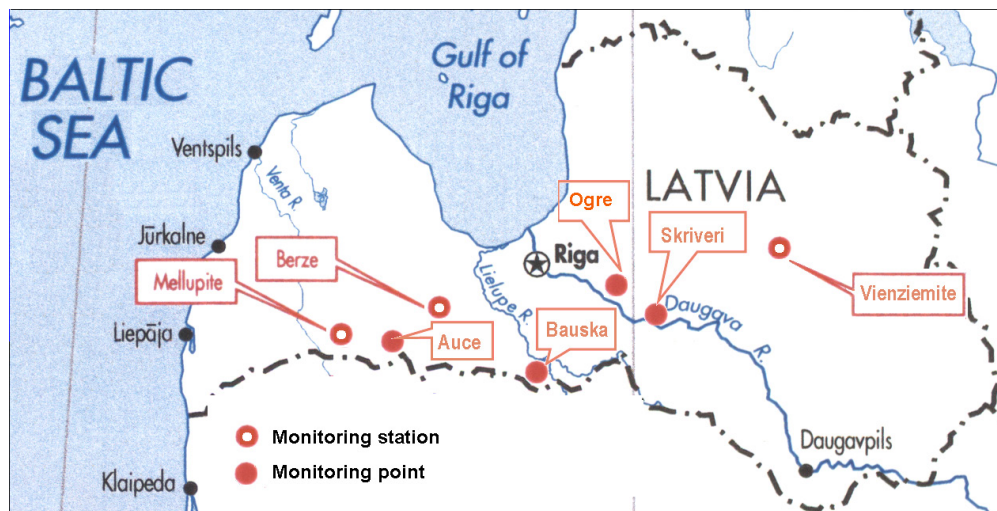 BALTIC
SEA
Gulf of
Riga
Ventspils
Venta R.
LATVIA
Ogre
Skriveri
Jūrkalne
Berze
Riga
Mellupite
Lielupe R.
Daugava
R.
Vienziemite
Liepāja
Auce
Bauska
Monitoring station
Monitoring point
Daugavpils
Klaipeda